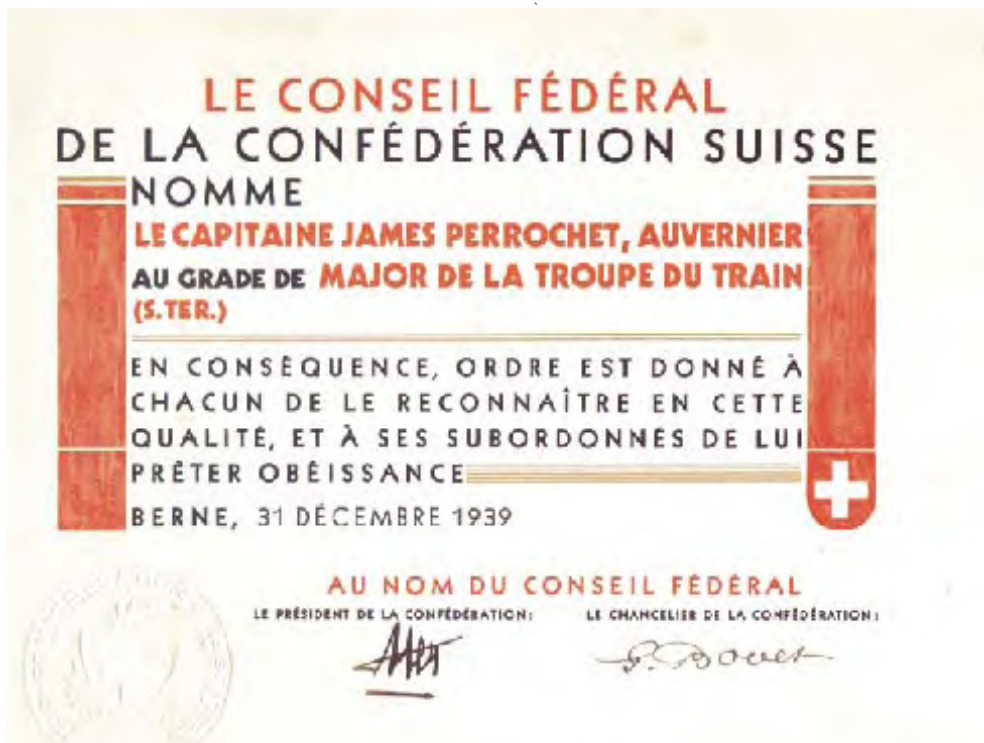 LE CONSEIL FÉDÉRAL
DE LA CONFÉDÉRATION SUISSE
NOMME
LE CAPITAINE JAMES PERROCHET, AUVERNIER
AU GRADE DE MAJOR DE LA TROUPE DU TRAIN
(S.TER.)
EN CONSÉQUENCE, ORDRE EST DONNÉ À
CHACUN DE LE RECONNAÎTRE EN CETTE
QUALITÉ, ET À SES SUBORDONNÉS DE LUI
PRÊTER OBÉISSANCE
BERNE, 31 DÉCEMBRE 1939
AU NOM DU CONSEIL FÉDÉRAL
LE PRÉSIDENT DE LA CONFÉDÉRATION: LE CHANCELIER DE LA CONFÉDÉRATION:
G. Bovet